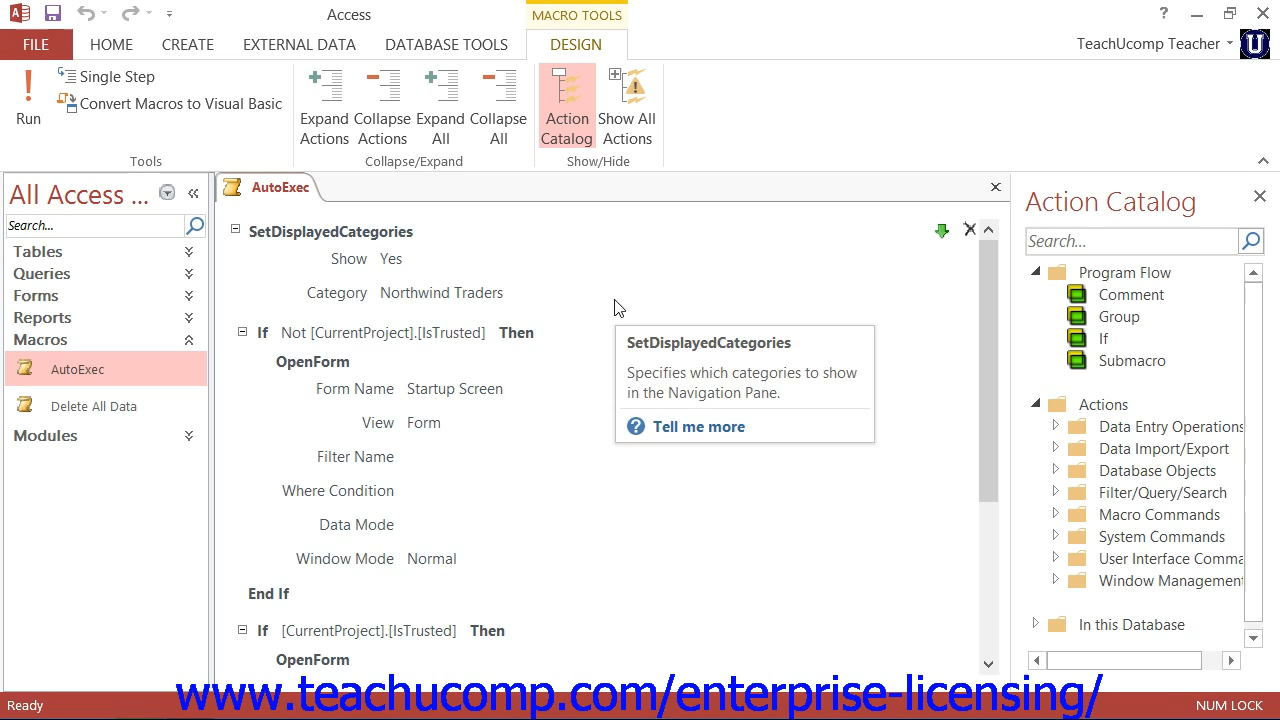 Access
MACRO TOOLS
?
FILE
HOME
CREATE
EXTERNAL DATA
DATABASE TOOLS
DESIGN
TeachUcomp Teacher
U
Run
Single Step
Convert Macros to Visual Basic
Tools
Expand Actions
Collapse Actions
Expand All
Collapse All
Collapse/Expand
Action Catalog
Show All Actions
Show/Hide
All Access ...
Search...
Tables
Queries
Forms
Reports
Macros
AutoExec
Delete All Data
Modules
AutoExec
SetDisplayedCategories
Show Yes
Category Northwind Traders
If Not [CurrentProject].[IsTrusted] Then
OpenForm
Form Name Startup Screen
View Form
Filter Name
Where Condition
Data Mode
Window Mode Normal
End If
If [CurrentProject].[IsTrusted] Then
OpenForm
SetDisplayedCategories
Specifies which categories to show
in the Navigation Pane.
? Tell me more
Action Catalog
Search...
Program Flow
Comment
Group
If
Submacro
Actions
Data Entry Operations
Data Import/Export
Database Objects
Filter/Query/Search
Macro Commands
System Commands
User Interface Comma
Window Management
In this Database
www.teachucomp.com/enterprise-licensing/
Ready
NUM LOCK